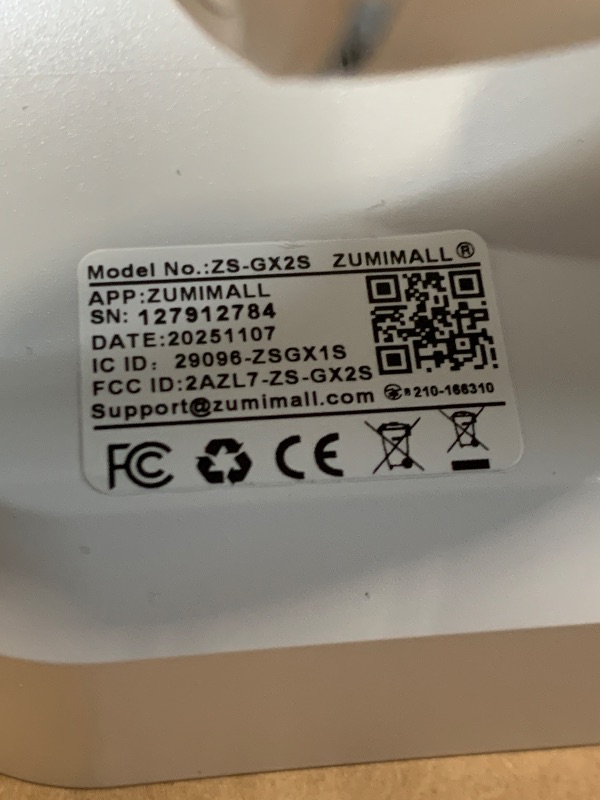 Model No.:ZS-GX2S ZUMIMALL®
APP:ZUMIMALL
SN: 127912784
DATE:20251107
IC ID: 29096-ZSGX1S
FCC ID:2AZL7-ZS-GX2S
Support@zumimall.com R 210-166310
FC CE